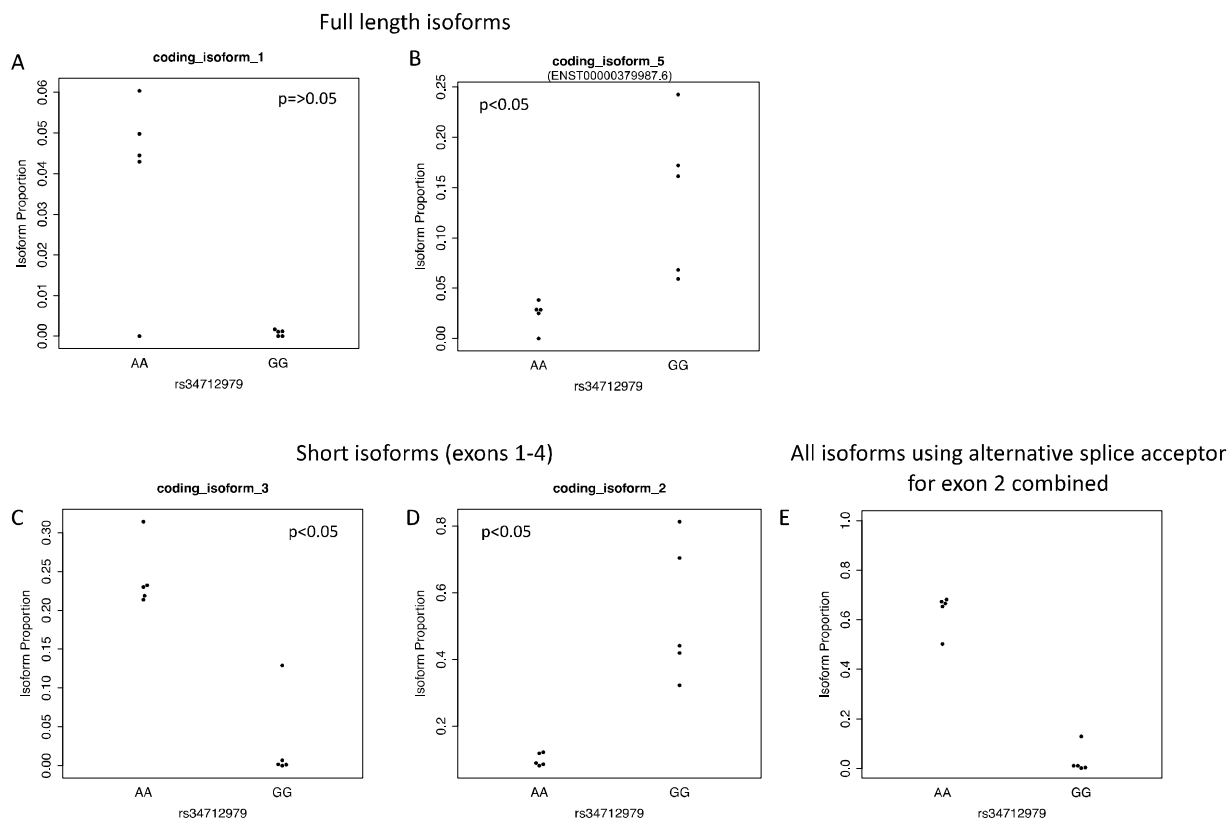 Full length isoforms
A
coding_isoform_1
p=>0.05
Isoform Proportion
0.00
0.01
0.02
0.03
0.04
0.05
0.06
AA
GG
rs34712979
B
coding_isoform_5
(ENST00000379987.6)
p<0.05
Isoform Proportion
0.00
0.05
0.10
0.15
0.20
0.25
AA
GG
rs34712979
Short isoforms (exons 1-4)
C
coding_isoform_3
p<0.05
Isoform Proportion
0.00
0.05
0.10
0.15
0.20
0.25
0.30
AA
GG
rs34712979
D
coding_isoform_2
p<0.05
Isoform Proportion
0.2
0.4
0.6
0.8
AA
GG
rs34712979
All isoforms using alternative splice acceptor
for exon 2 combined
E
Isoform Proportion
0.0
0.2
0.4
0.6
0.8
1.0
AA
GG
rs34712979